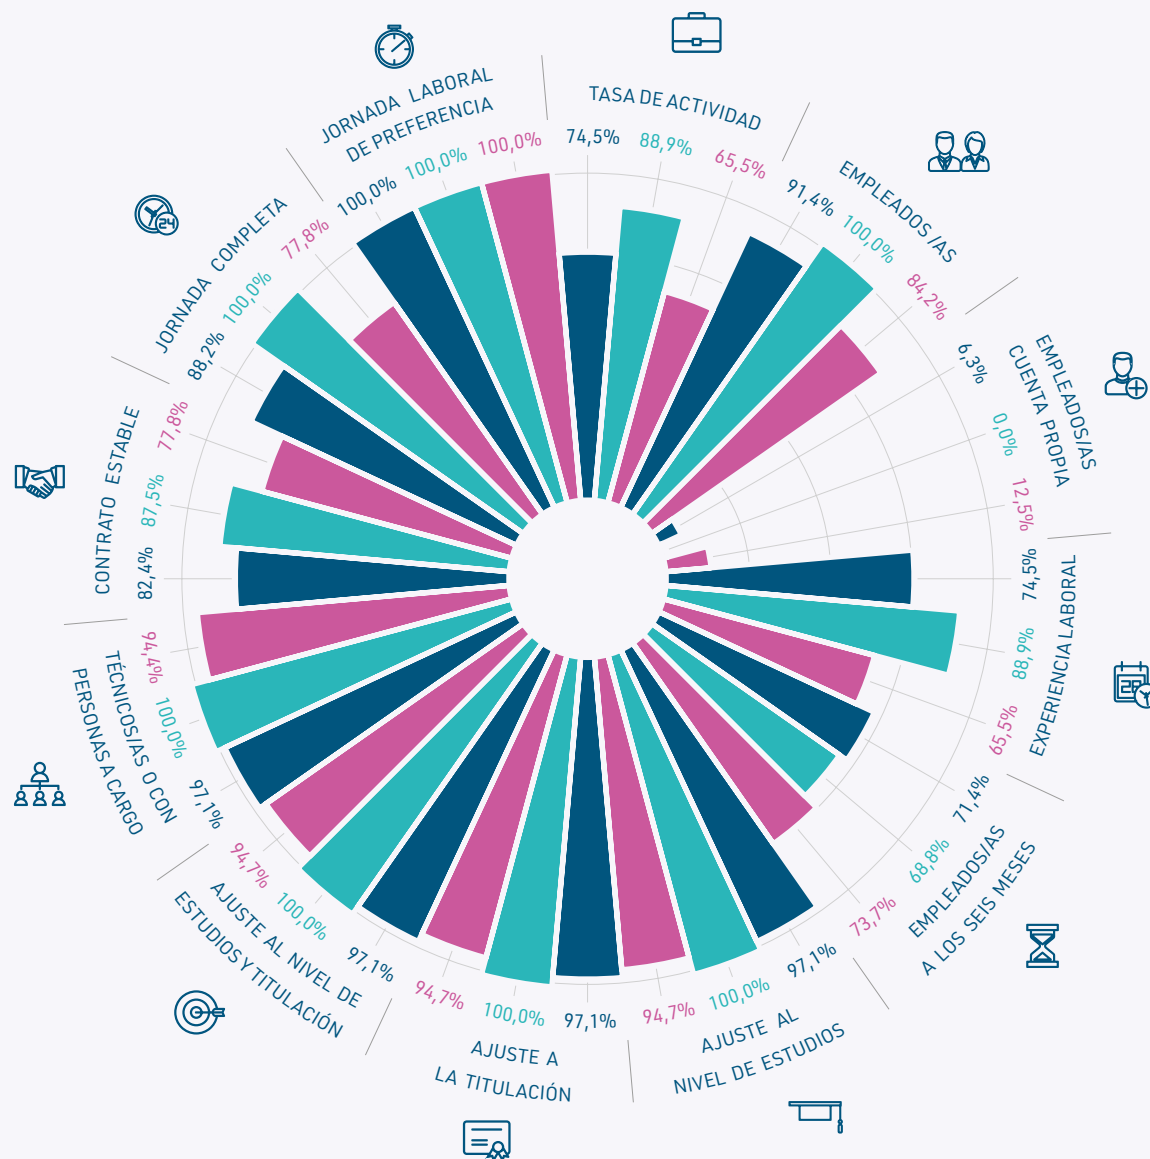 TASA DE ACTIVIDAD
74,5%
88,9%
65,5%
EMPLEADOS /AS
91,4%
100,0%
84,2%
EMPLEADOS/AS
CUENTA PROPIA
6,3%
0,0%
12,5%
EXPERIENCIA LABORAL
74,5%
88,9%
65,5%
EMPLEADOS/AS
A LOS SEIS MESES
71,4%
68,8%
73,7%
AJUSTE AL
NIVEL DE ESTUDIOS
97,1%
100,0%
94,7%
AJUSTE A
LA TITULACIÓN
97,1%
100,0%
94,7%
AJUSTE AL NIVEL DE
ESTUDIOS Y TITULACIÓN
97,1%
100,0%
94,7%
TÉCNICOS/AS O CON
PERSONAS A CARGO
97,1%
100,0%
94,4%
CONTRATO ESTABLE
82,4%
87,5%
77,8%
JORNADA COMPLETA
88,2%
100,0%
77,8%
24
JORNADA LABORAL
DE PREFERENCIA
100,0%
100,0%
100,0%